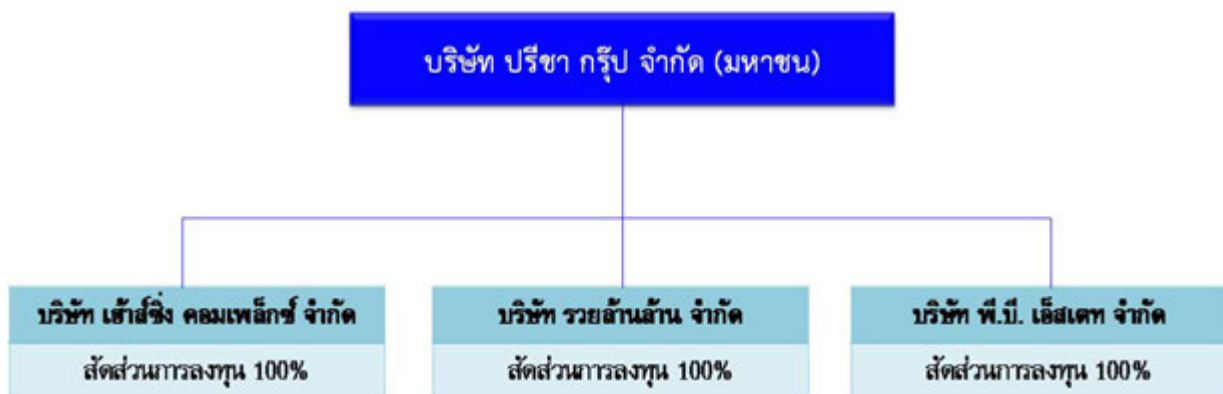 บริษัท ปรีชา กรุ๊ป จำกัด (มหาชน)
บริษัท เฮ้าส์ซิ่ง คอมเพล็กซ์ จำกัด
สัดส่วนการลงทุน 100%
บริษัท รวยล้านล้าน จำกัด
สัดส่วนการลงทุน 100%
บริษัท พี.บี. เอ็สเตท จำกัด
สัดส่วนการลงทุน 100%